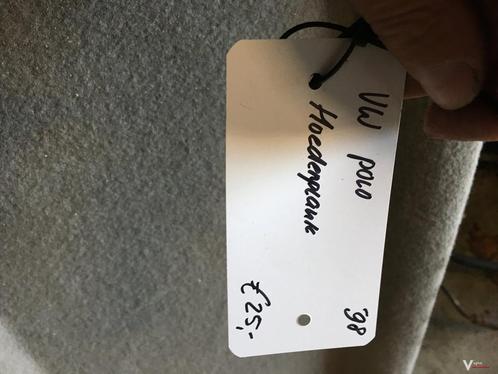 VW polo '98
Hoedenplank
€25,-